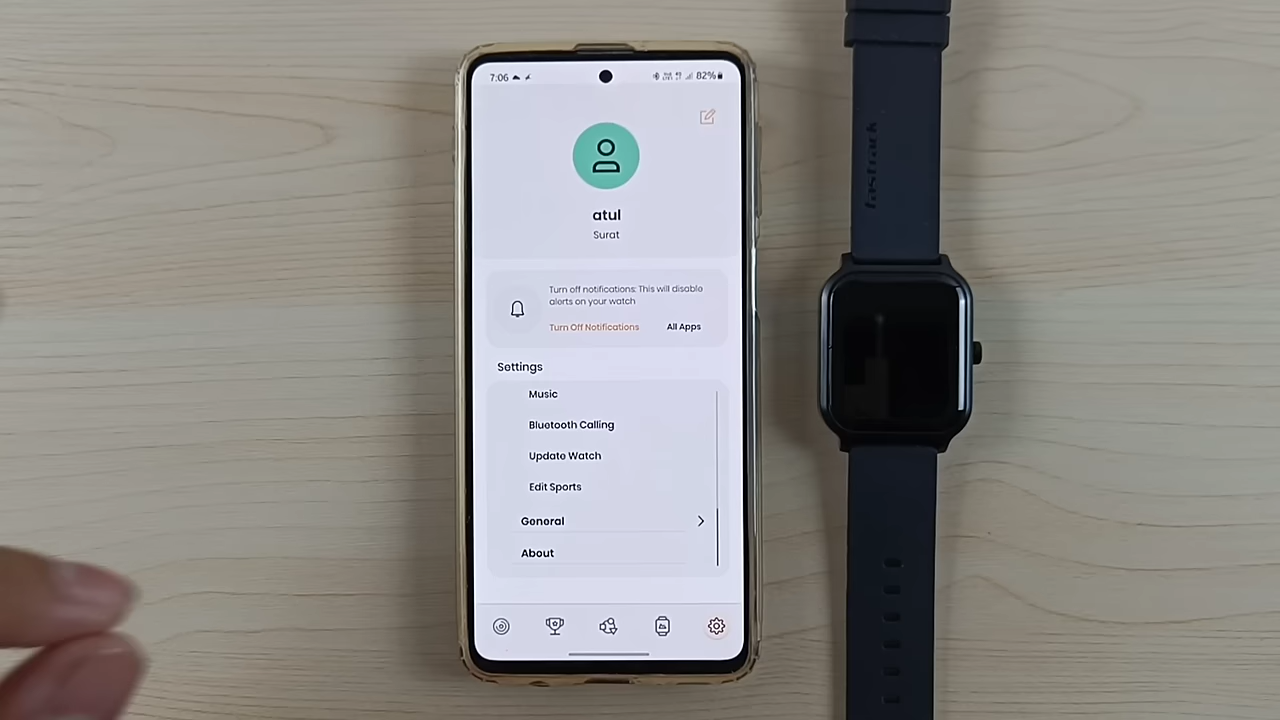 7:06
82%
atul
Surat
Turn off notifications: This will disable
alerts on your watch
Turn Off Notifications
All Apps
Settings
Music
Bluetooth Calling
Update Watch
Edit Sports
General
About
fastrack